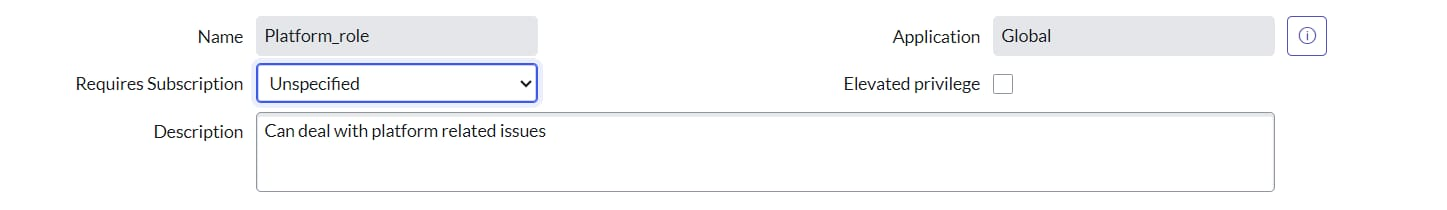 Name Platform_role Application Global
Requires Subscription Unspecified Elevated privilege
Description Can deal with platform related issues